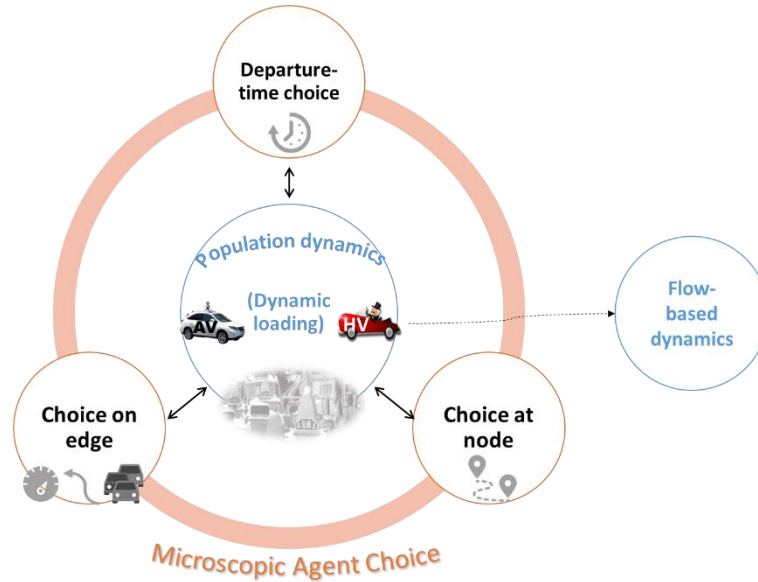 Departure-
time choice
Population dynamics
(Dynamic
loading)
AV
HV
Flow-
based
dynamics
Choice on
edge
Choice at
node
Microscopic Agent Choice